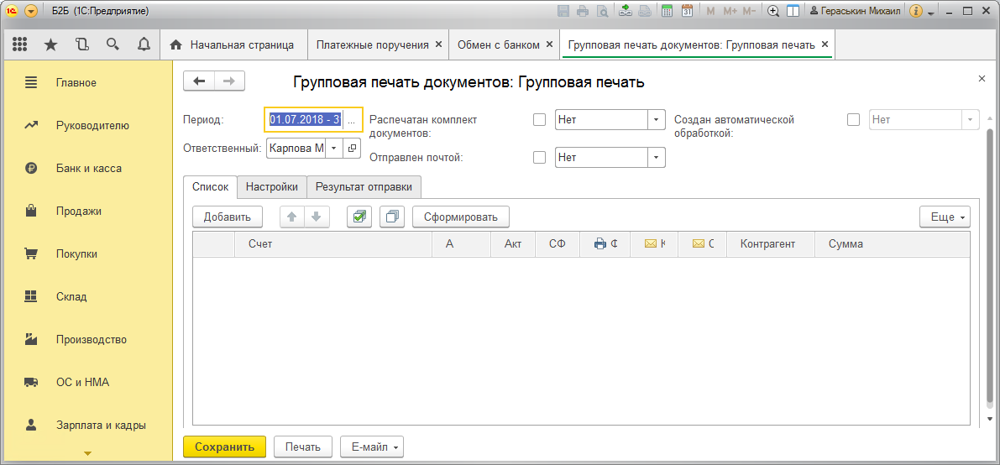 Б2Б (1С:Предприятие)
31
M M+ M-
Гераськин Михаил
Начальная страница
Платежные поручения
Обмен с банком
Групповая печать документов: Групповая печать
Главное
Руководителю
Банк и касса
Продажи
Покупки
Склад
Производство
ОС и НМА
Зарплата и кадры
Групповая печать документов: Групповая печать
Период: 01.07.2018 - 3 ...
Распечатан комплект
документов:
Нет
Создан автоматической
обработкой:
Нет
Ответственный: Карпова М
Отправлен почтой: Нет
Список Настройки Результат отправки
Добавить Сформировать Еще
Счет А Акт СФ Контрагент Сумма
Сохранить Печать Е-майл